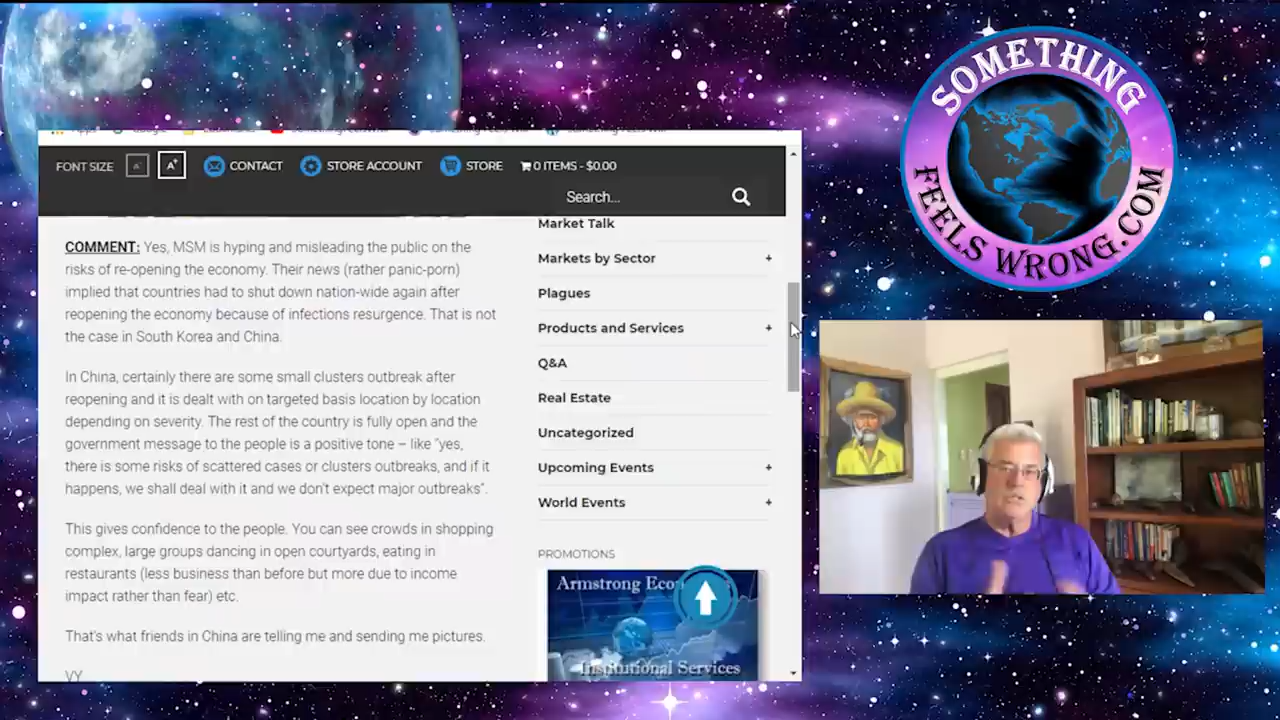 SOMETHING
FEELS WRONG.COM
FONT SIZE A- A+ CONTACT STORE ACCOUNT STORE 0 ITEMS - $0.00
Search...
COMMENT: Yes, MSM is hyping and misleading the public on the
risks of re-opening the economy. Their news (rather panic-porn)
implied that countries had to shut down nation-wide again after
reopening the economy because of infections resurgence. That is not
the case in South Korea and China.
In China, certainly there are some small clusters outbreak after
reopening and it is dealt with on targeted basis location by location
depending on severity. The rest of the country is fully open and the
government message to the people is a positive tone – like “yes,
there is some risks of scattered cases or clusters outbreaks, and if it
happens, we shall deal with it and we don't expect major outbreaks”.
This gives confidence to the people. You can see crowds in shopping
complex, large groups dancing in open courtyards, eating in
restaurants (less business than before but more due to income
impact rather than fear) etc.
That's what friends in China are telling me and sending me pictures.
VY
Market Talk
Markets by Sector +
Plagues
Products and Services +
Q&A
Real Estate
Uncategorized
Upcoming Events +
World Events +
PROMOTIONS
Armstrong
Institutional Services